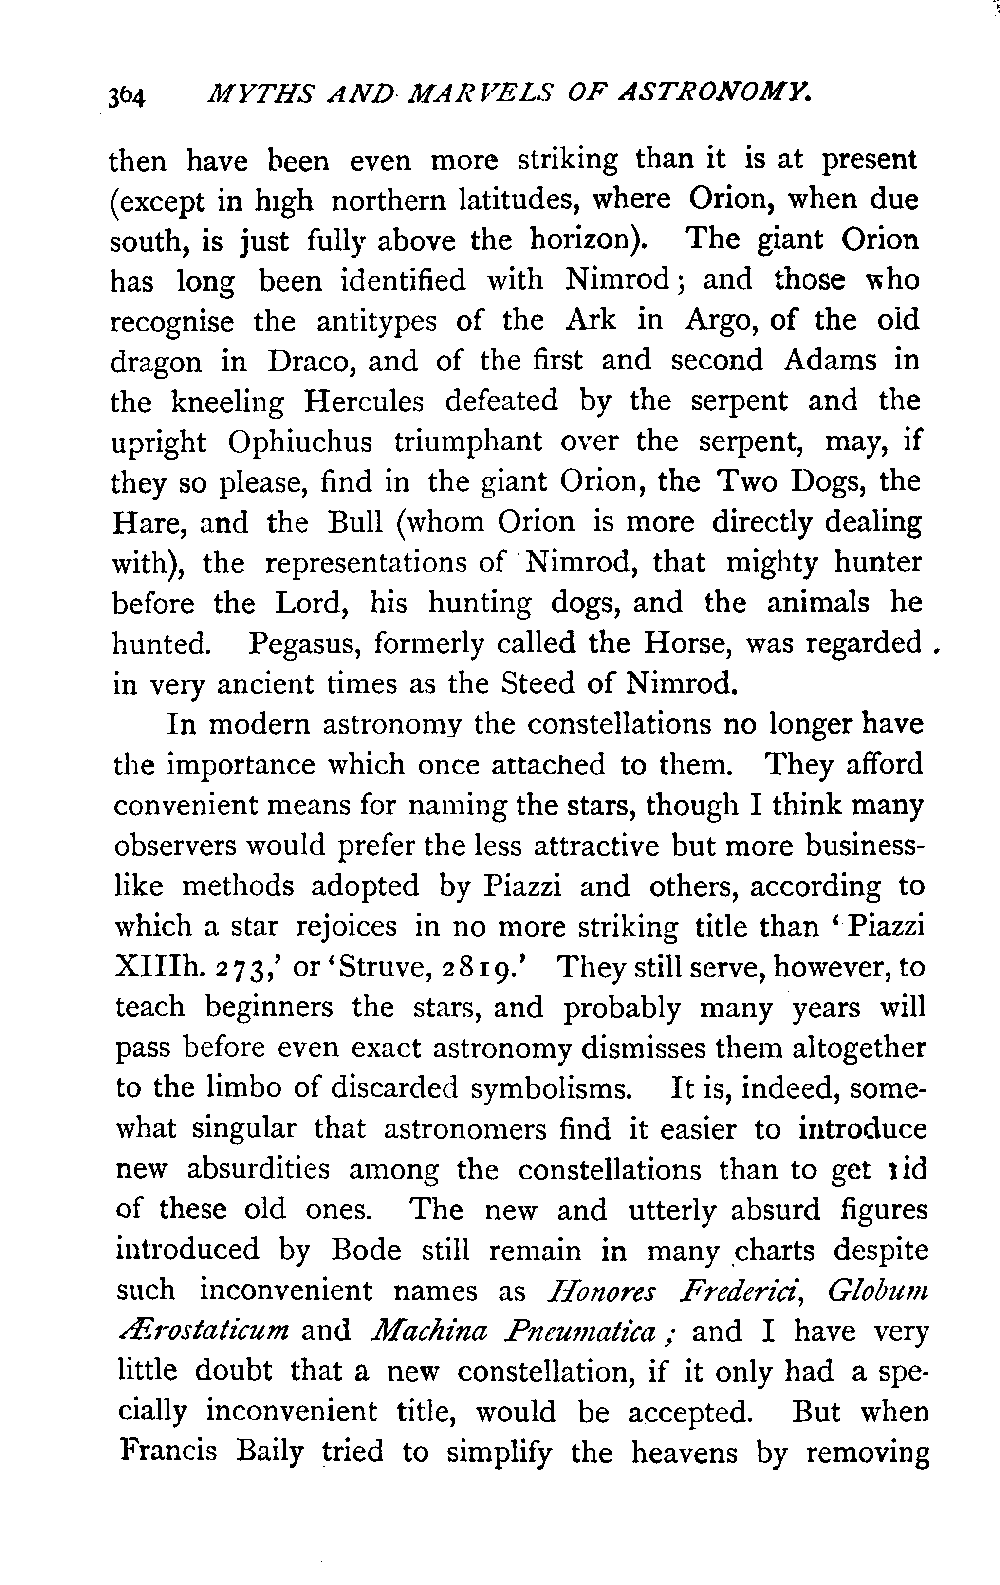 364 MYTHS AND MARVELS OF ASTRONOMY.
then have been even more striking than it is at present
(except in high northern latitudes, where Orion, when due
south, is just fully above the horizon). The giant Orion
has long been identified with Nimrod; and those who
recognise the antitypes of the Ark in Argo, of the old
dragon in Draco, and of the first and second Adams in
the kneeling Hercules defeated by the serpent and the
upright Ophiuchus triumphant over the serpent, may, if
they so please, find in the giant Orion, the Two Dogs, the
Hare, and the Bull (whom Orion is more directly dealing
with), the representations of Nimrod, that mighty hunter
before the Lord, his hunting dogs, and the animals he
hunted. Pegasus, formerly called the Horse, was regarded
in very ancient times as the Steed of Nimrod.
In modern astronomy the constellations no longer have
the importance which once attached to them. They afford
convenient means for naming the stars, though I think many
observers would prefer the less attractive but more business-
like methods adopted by Piazzi and others, according to
which a star rejoices in no more striking title than ‘Piazzi
XIIIh. 273,’ or ‘Struve, 2819.’ They still serve, however, to
teach beginners the stars, and probably many years will
pass before even exact astronomy dismisses them altogether
to the limbo of discarded symbolisms. It is, indeed, some-
what singular that astronomers find it easier to introduce
new absurdities among the constellations than to get rid
of these old ones. The new and utterly absurd figures
introduced by Bode still remain in many charts despite
such inconvenient names as Honores Frederici, Globum
Ærostaticum and Machina Pneumatica; and I have very
little doubt that a new constellation, if it only had a spe-
cially inconvenient title, would be accepted. But when
Francis Baily tried to simplify the heavens by removing